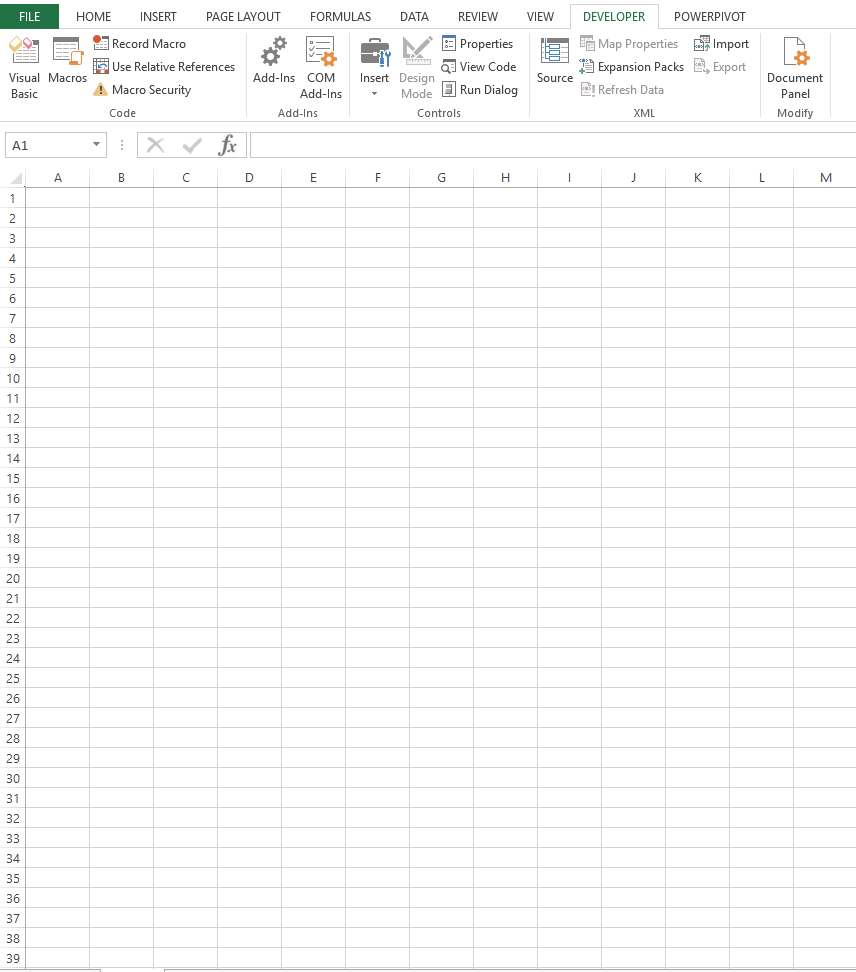 FILE HOME INSERT PAGE LAYOUT FORMULAS DATA REVIEW VIEW DEVELOPER POWERPIVOT
Visual Basic
Macros
Record Macro
Use Relative References
Macro Security
Code
Add-Ins
COM Add-Ins
Add-Ins
Insert
Design Mode
Properties
View Code
Run Dialog
Controls
Source
Map Properties
Expansion Packs
Refresh Data
Import
Export
XML
Document Panel
Modify
A1
fx
A B C D E F G H I J K L M
1
2
3
4
5
6
7
8
9
10
11
12
13
14
15
16
17
18
19
20
21
22
23
24
25
26
27
28
29
30
31
32
33
34
35
36
37
38
39